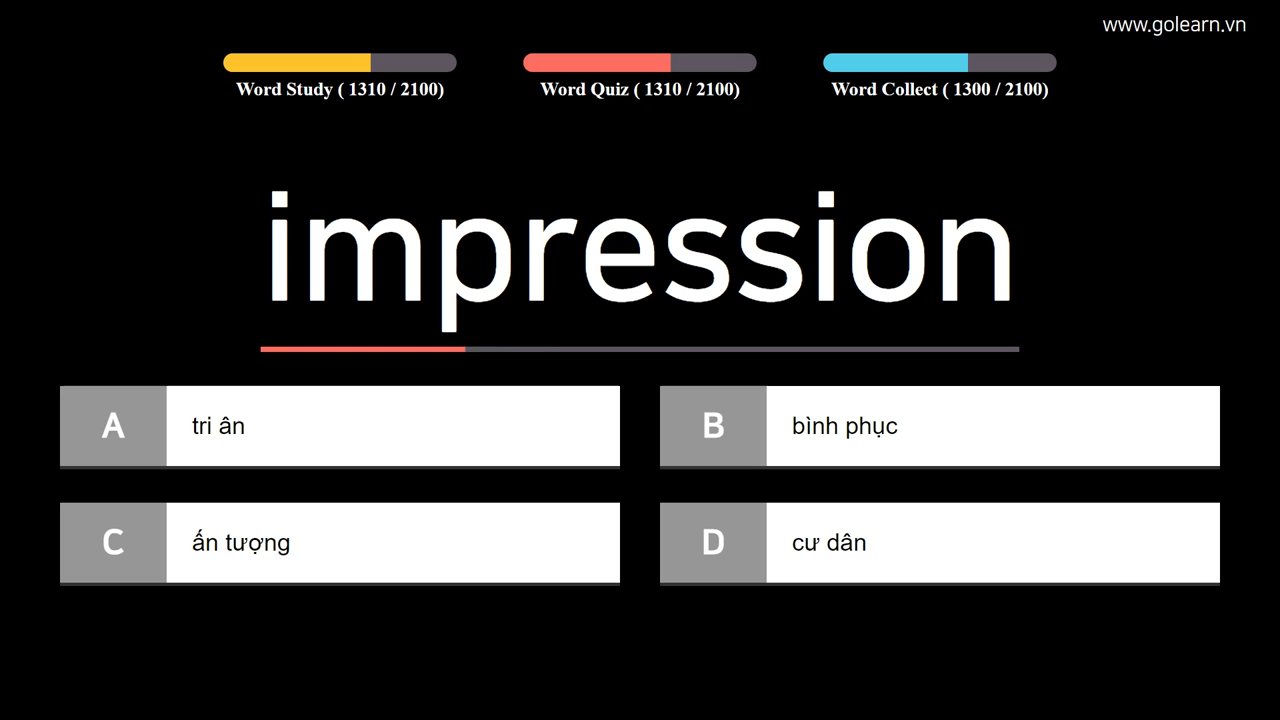 www.golearn.vn
Word Study ( 1310 / 2100)
Word Quiz ( 1310 / 2100)
Word Collect ( 1300 / 2100)
impression
A tri ân
B bình phục
C ấn tượng
D cư dân